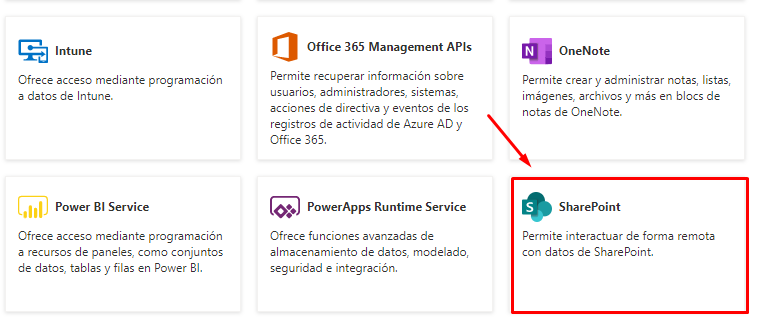 Intune
Ofrece acceso mediante programación
a datos de Intune.
Office 365 Management APIs
Permite recuperar información sobre
usuarios, administradores, sistemas,
acciones de directiva y eventos de los
registros de actividad de Azure AD y
Office 365.
OneNote
Permite crear y administrar notas, listas,
imágenes, archivos y más en blocs de
notas de OneNote.
Power BI Service
Ofrece acceso mediante programación
a recursos de paneles, como conjuntos
de datos, tablas y filas en Power BI.
PowerApps Runtime Service
Ofrece funciones avanzadas de
almacenamiento de datos, modelado,
seguridad e integración.
SharePoint
Permite interactuar de forma remota
con datos de SharePoint.